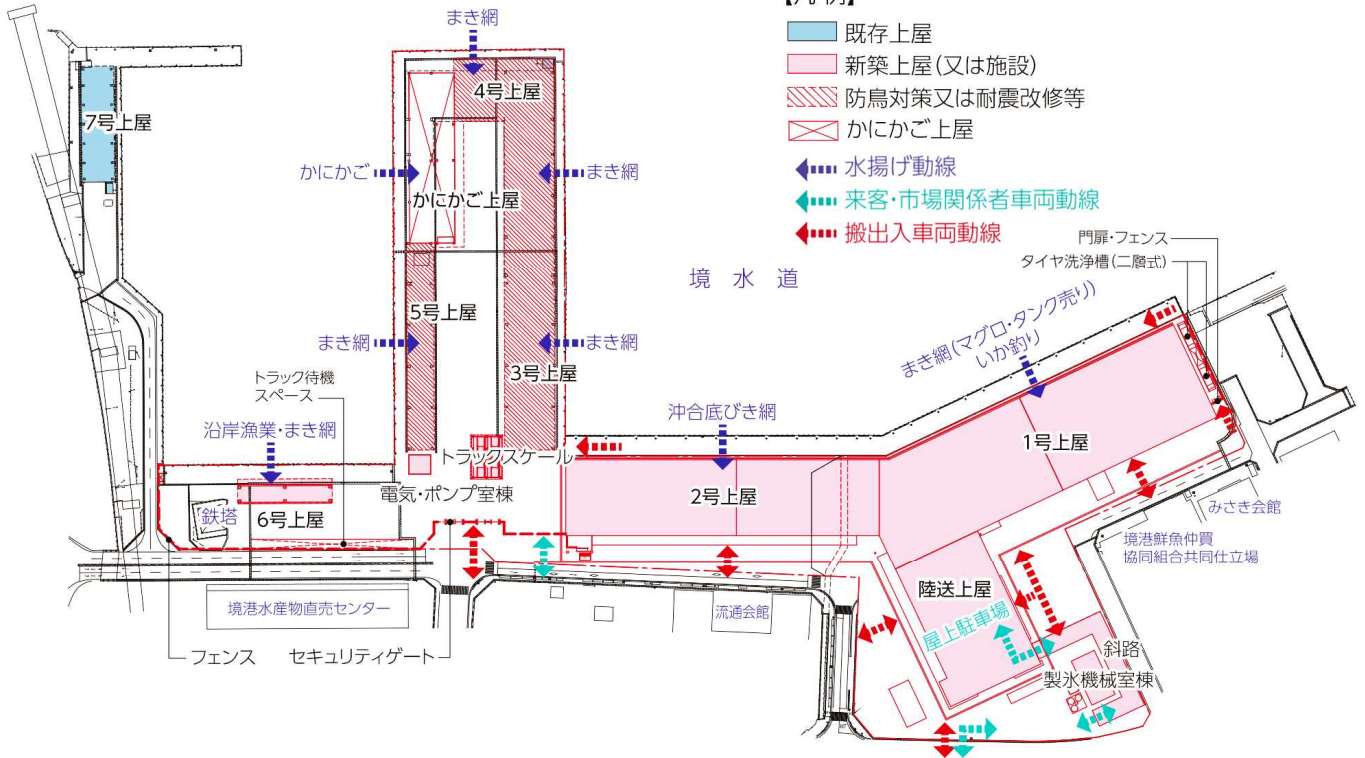 【凡例】
既存上屋
新築上屋(又は施設)
防鳥対策又は耐震改修等
かにかご上屋
水揚げ動線
来客・市場関係者車両動線
搬出入車両動線
まき網
4号上屋
7号上屋
かにかご
まき網
かにかご上屋
門扉・フェンス
タイヤ洗浄槽(二層式)
境水道
5号上屋
まき網
まき網
3号上屋
まき網(マグロ・タンク売り)
いか釣り
トラック待機
スペース
沿岸漁業・まき網
沖合底びき網
1号上屋
トラックスケール
電気・ポンプ室棟
2号上屋
鉄塔
6号上屋
みさき会館
境港鮮魚仲買
協同組合共同仕立場
陸送上屋
境港水産物直売センター
流通会館
屋上駐車場
フェンス
セキュリティゲート
斜路
製氷機械室棟